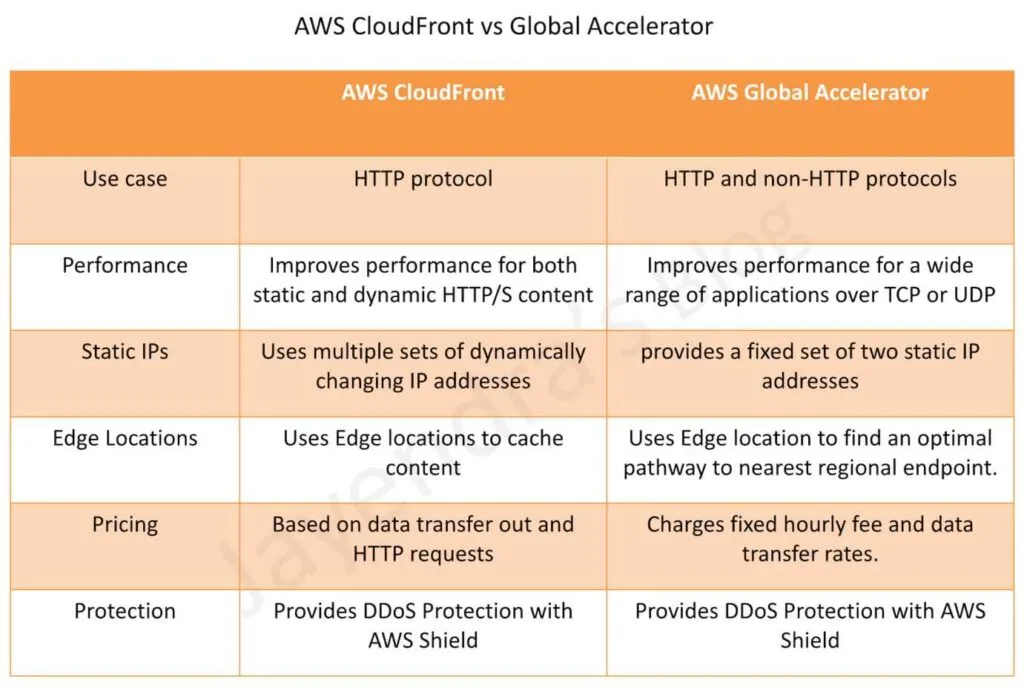 AWS CloudFront vs Global Accelerator
AWS CloudFront
AWS Global Accelerator
Use case
HTTP protocol
HTTP and non-HTTP protocols
Performance
Improves performance for both
static and dynamic HTTP/S content
Improves performance for a wide
range of applications over TCP or UDP
Static IPs
Uses multiple sets of dynamically
changing IP addresses
provides a fixed set of two static IP
addresses
Edge Locations
Uses Edge locations to cache
content
Uses Edge location to find an optimal
pathway to nearest regional endpoint.
Pricing
Based on data transfer out and
HTTP requests
Charges fixed hourly fee and data
transfer rates.
Protection
Provides DDoS Protection with
AWS Shield
Provides DDoS Protection with AWS
Shield
Jayendra's Blog